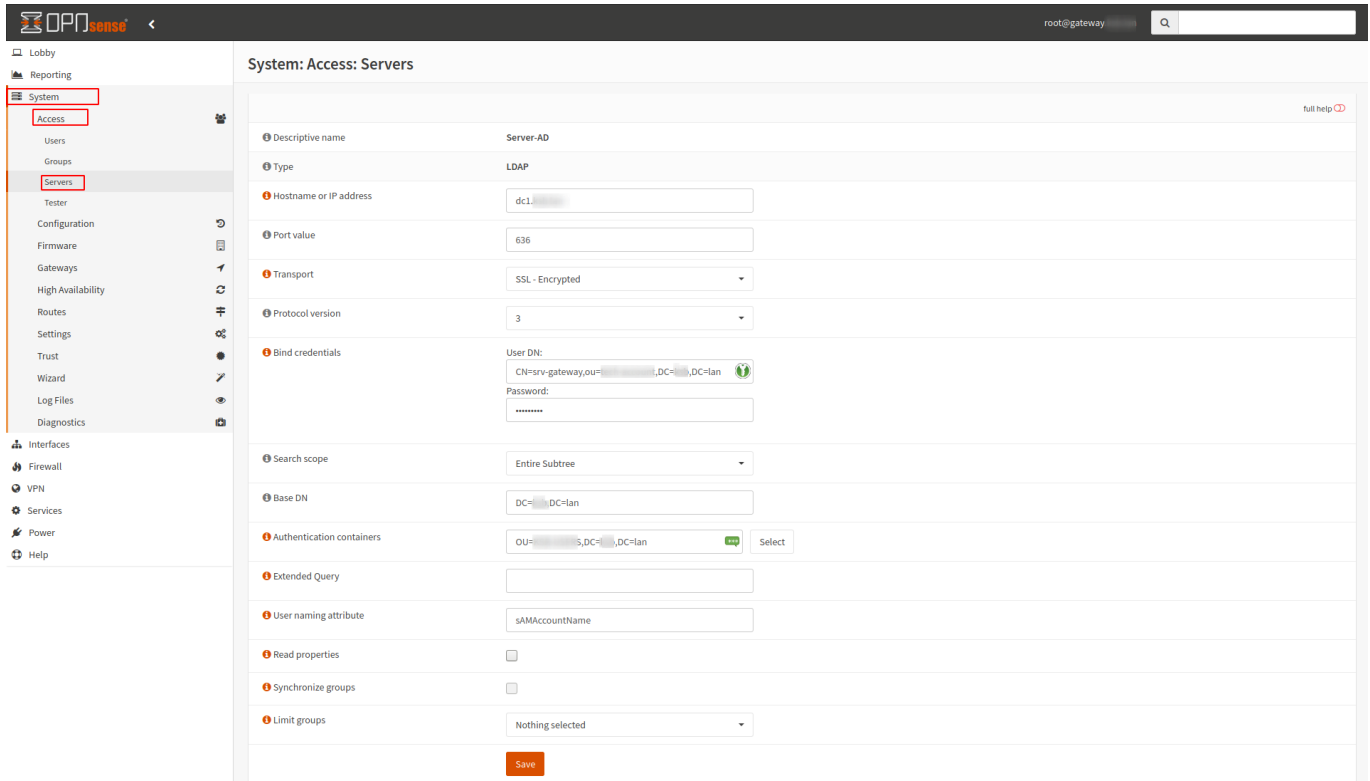 OPNsense
root@gateway
Lobby
Reporting
System
Access
Users
Groups
Servers
Tester
Configuration
Firmware
Gateways
High Availability
Routes
Settings
Trust
Wizard
Log Files
Diagnostics
Interfaces
Firewall
VPN
Services
Power
Help
System: Access: Servers
full help
Descriptive name Server-AD
Type LDAP
Hostname or IP address dc1.
Port value 636
Transport SSL - Encrypted
Protocol version 3
Bind credentials User DN:
CN=srv-gateway,ou= ,DC= ,DC=lan
Password:
•••••••••
Search scope Entire Subtree
Base DN DC= ,DC=lan
Authentication containers OU= S,DC= ,DC=lan Select
Extended Query
User naming attribute sAMAccountName
Read properties
Synchronize groups
Limit groups Nothing selected
Save